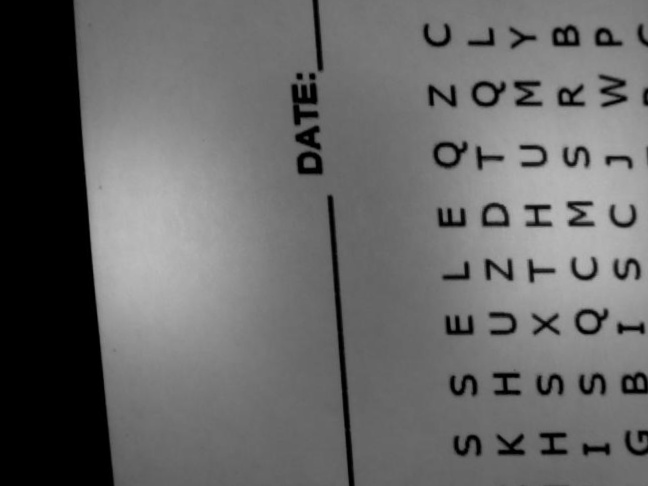 DATE:
S S E L E Q Z C
K H U Z D T Q L
H S X T H U M Y
I S Q C M S R B
G B I S C J W P